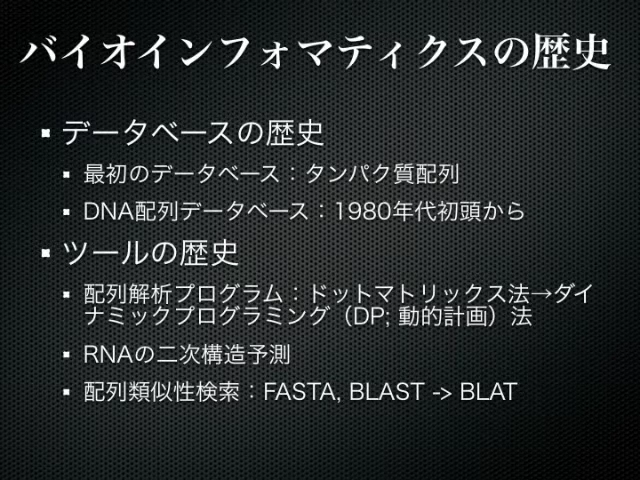 バイオインフォマティクスの歴史
データベースの歴史
最初のデータベース：タンパク質配列
DNA配列データベース：1980年代初頭から
ツールの歴史
配列解析プログラム：ドットマトリックス法→ダイ
ナミックプログラミング（DP; 動的計画）法
RNAの二次構造予測
配列類似性検索：FASTA, BLAST -> BLAT